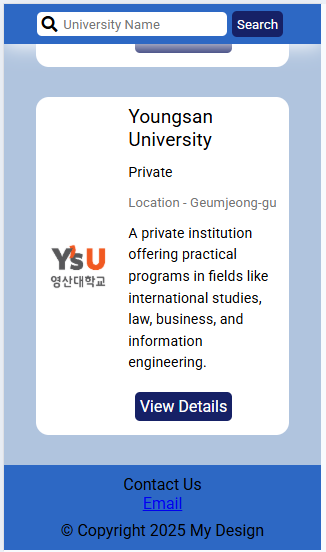 University Name
Search
Youngsan
University
Private
Location - Geumjeong-gu
A private institution
offering practical
programs in fields like
international studies,
law, business, and
information
engineering.
YsU
영산대학교
View Details
Contact Us
Email
© Copyright 2025 My Design